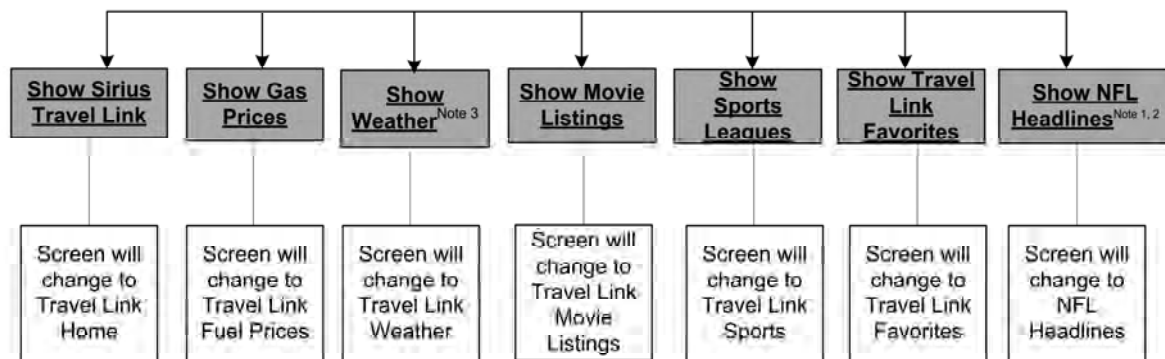 Show Sirius
Travel Link
Show Gas
Prices
Show
Weather Note 3
Show Movie
Listings
Show
Sports
Leagues
Show Travel
Link
Favorites
Show NFL
Headlines Note 1, 2
Screen will
change to
Travel Link
Home
Screen will
change to
Travel Link
Fuel Prices
Screen will
change to
Travel Link
Weather
Screen will
change to
Travel Link
Movie
Listings
Screen will
change to
Travel Link
Sports
Screen will
change to
Travel Link
Favorites
Screen will
change to
NFL
Headlines